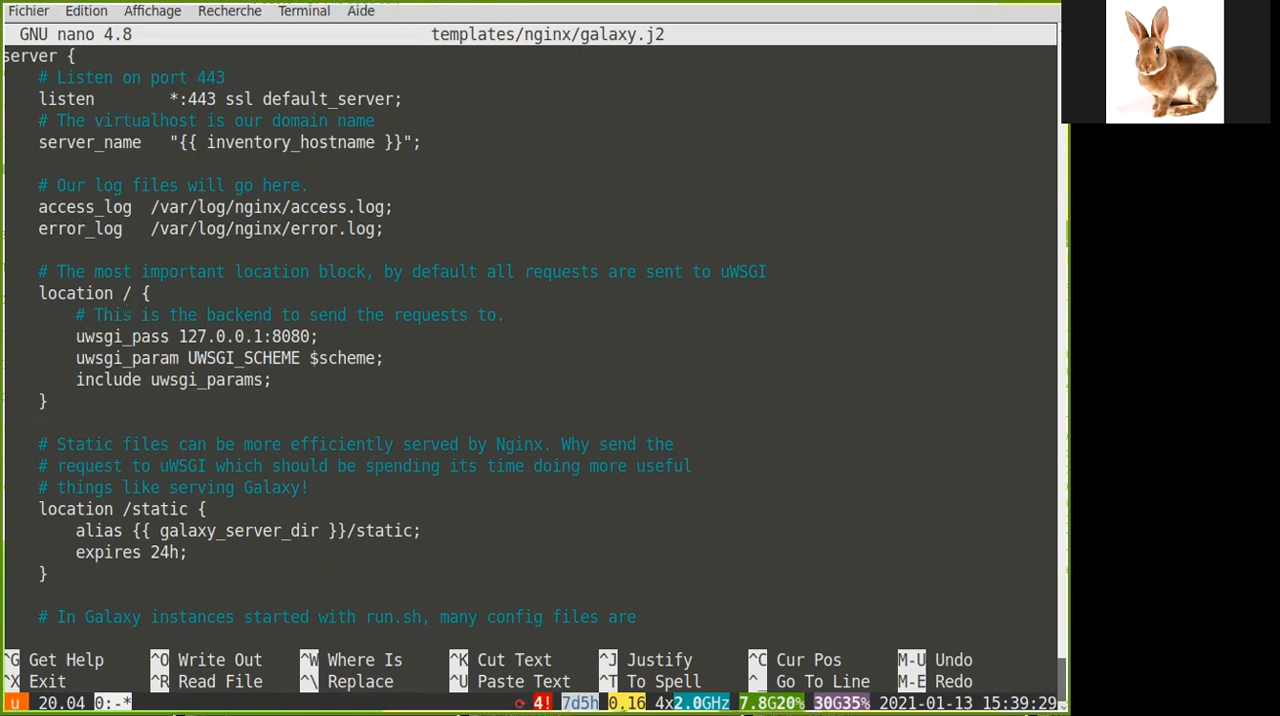 Fichier Edition Affichage Recherche Terminal Aide
GNU nano 4.8 templates/nginx/galaxy.j2
server {
# Listen on port 443
listen *:443 ssl default_server;
# The virtualhost is our domain name
server_name "{{ inventory_hostname }}";
# Our log files will go here.
access_log /var/log/nginx/access.log;
error_log /var/log/nginx/error.log;
# The most important location block, by default all requests are sent to uWSGI
location / {
# This is the backend to send the requests to.
uwsgi_pass 127.0.0.1:8080;
uwsgi_param UWSGI_SCHEME $scheme;
include uwsgi_params;
}
# Static files can be more efficiently served by Nginx. Why send the
# request to uWSGI which should be spending its time doing more useful
# things like serving Galaxy!
location /static {
alias {{ galaxy_server_dir }}/static;
expires 24h;
}
# In Galaxy instances started with run.sh, many config files are
^G Get Help ^O Write Out ^W Where Is ^K Cut Text ^J Justify ^C Cur Pos M-U Undo
^X Exit ^R Read File ^\ Replace ^U Paste Text ^T To Spell ^_ Go To Line M-E Redo
u 20.04 0:-* 4! 7d5h 0.16 4x2.0GHz 7.8G20% 30G35% 2021-01-13 15:39:29